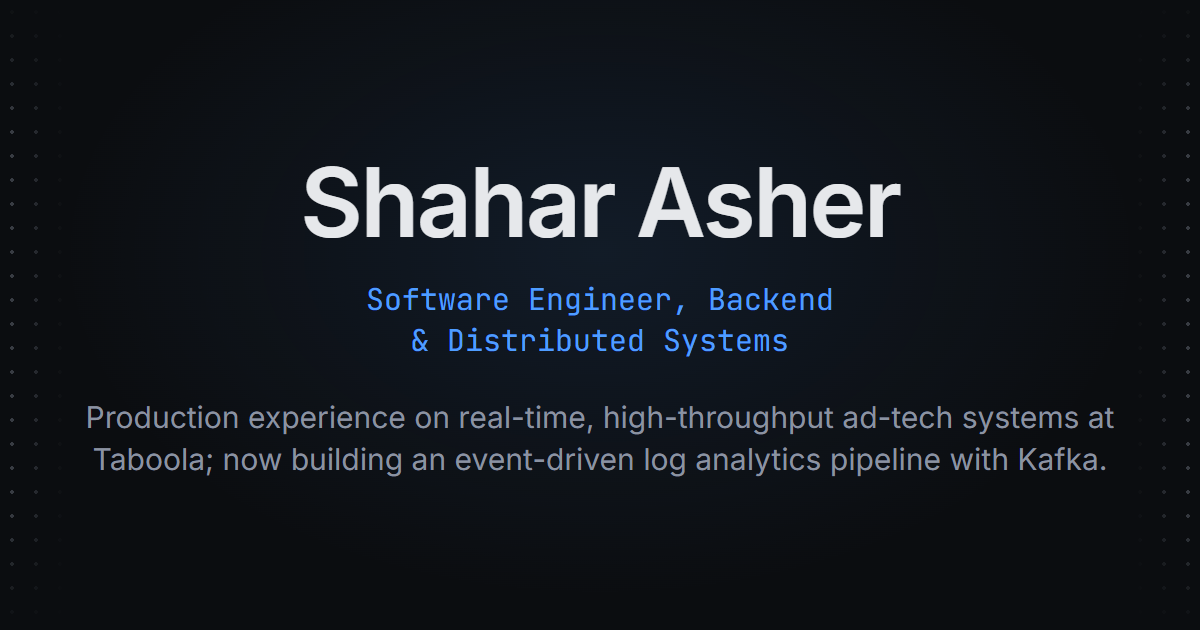 Shahar Asher
Software Engineer, Backend
& Distributed Systems
Production experience on real-time, high-throughput ad-tech systems at
Taboola; now building an event-driven log analytics pipeline with Kafka.